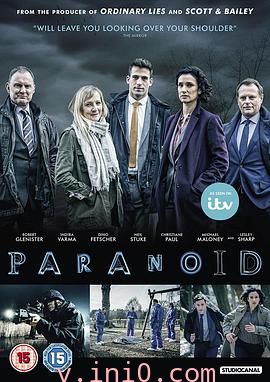 FROM THE PRODUCER OF ORDINARY LIES AND SCOTT & BAILEY
"WILL LEAVE YOU LOOKING OVER YOUR SHOULDER"
THE MIRROR
AS SEEN ON
itv
ROBERT GLENISTER
INDIRA VARMA
DINO FETSCHER
NEIL STUKE
CHRISTIANE PAUL
MICHAEL MALONEY
AND LESLEY SHARP
PARANOID
15
15
STUDIOCANAL
v.ini0.com